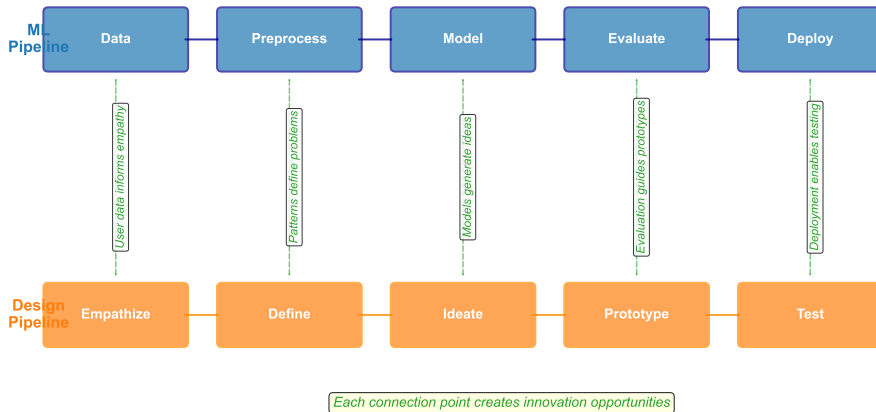 ML
Pipeline
Data
Preprocess
Model
Evaluate
Deploy
User data informs empathy
Patterns define problems
Models generate ideas
Evaluation guides prototypes
Deployment enables testing
Design
Pipeline
Empathize
Define
Ideate
Prototype
Test
Each connection point creates innovation opportunities